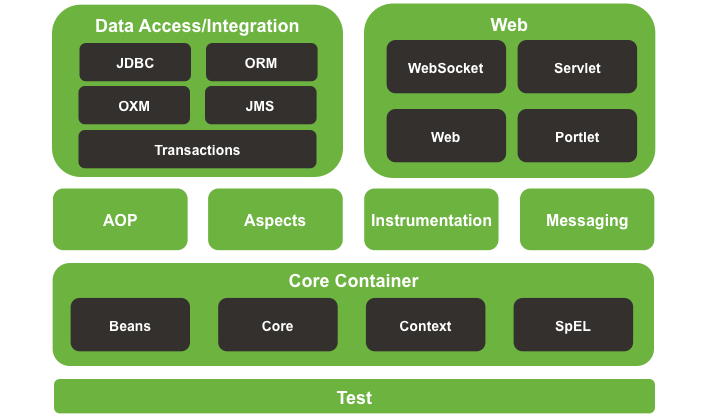 Data Access/Integration
JDBC
ORM
OXM
JMS
Transactions
Web
WebSocket
Servlet
Web
Portlet
AOP
Aspects
Instrumentation
Messaging
Core Container
Beans
Core
Context
SpEL
Test